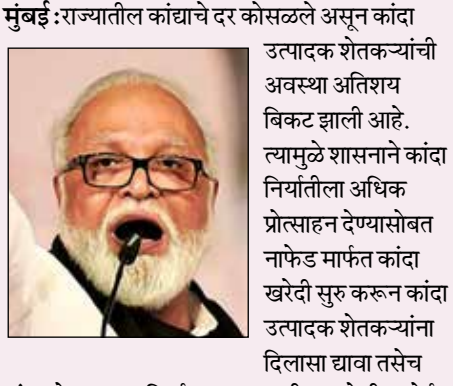 मुंबई :राज्यातील कांद्याचे दर कोसळले असून कांदा
उत्पादक शेतकऱ्यांची
अवस्था अतिशय
बिकट झाली आहे.
त्यामुळे शासनाने कांदा
निर्यातीला अधिक
प्रोत्साहन देण्यासोबत
नाफेड मार्फत कांदा
खरेदी सुरु करून कांदा
उत्पादक शेतकऱ्यांना
दिलासा द्यावा तसेच